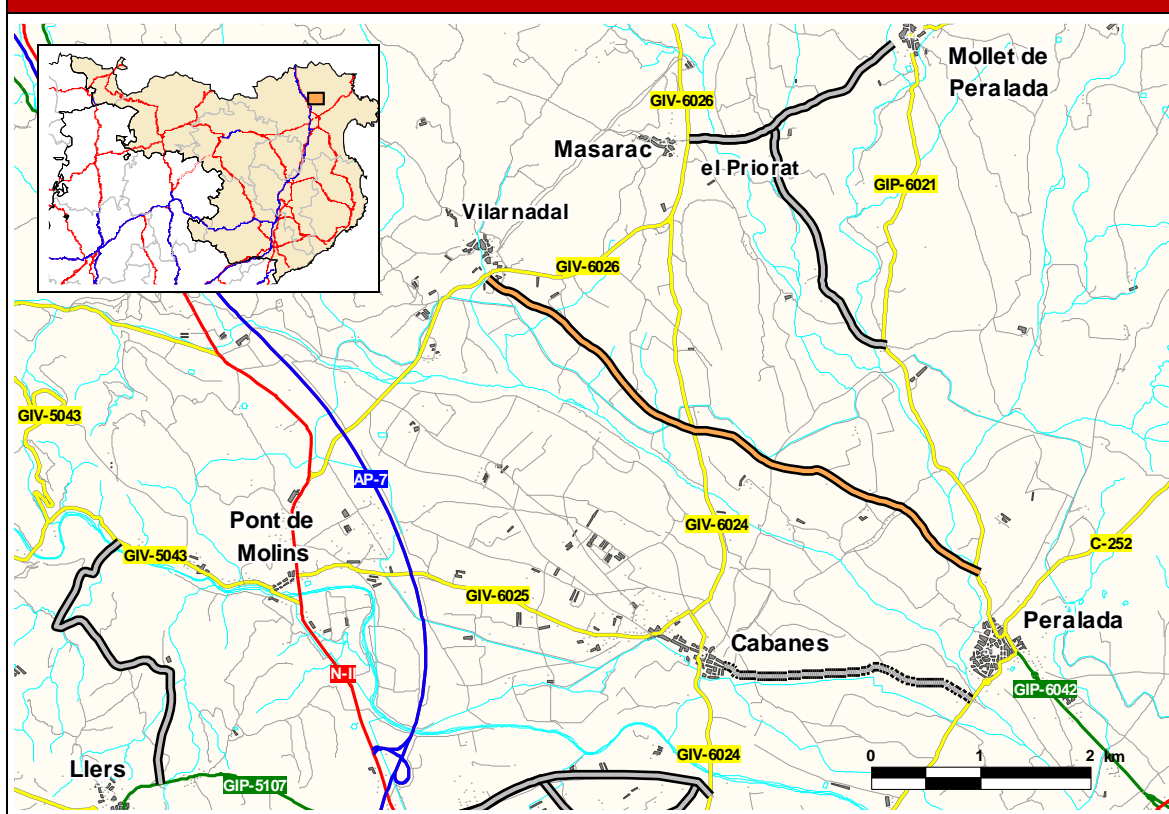 Mollet de
Peralada
GIV-6026
Masarac
el Priorat
GIP-6021
Vilarnadal
GIV-6026
GIV-5043
AP-7
Pont de
Molins
GIV-6024
C-252
GIV-5043
GIV-6025
Cabanes
Peralada
N-II
GIP-6042
GIV-6024
0 1 2 km
Llers
GIP-5107